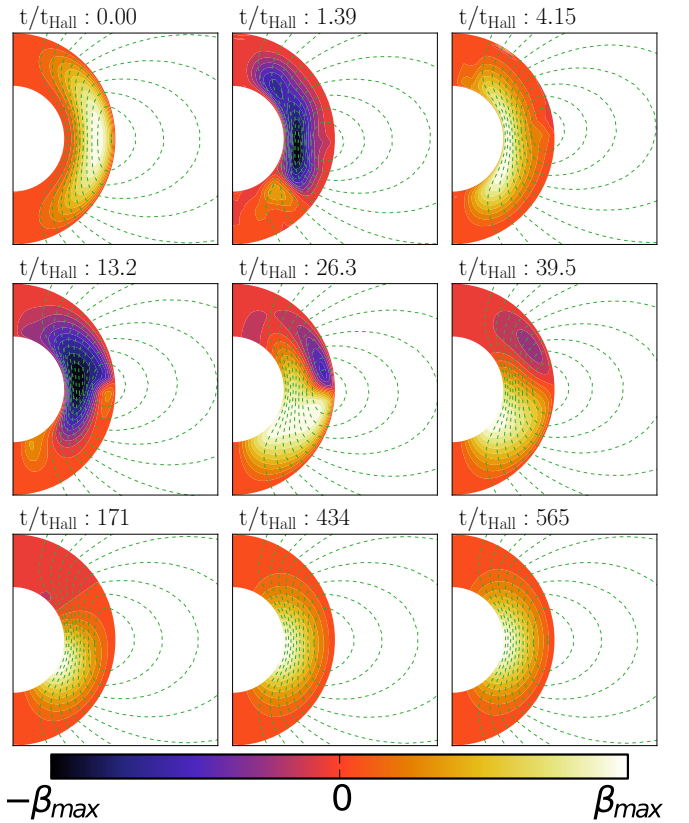 t/t_Hall : 0.00 t/t_Hall : 1.39 t/t_Hall : 4.15
t/t_Hall : 13.2 t/t_Hall : 26.3 t/t_Hall : 39.5
t/t_Hall : 171 t/t_Hall : 434 t/t_Hall : 565
−β_max 0 β_max